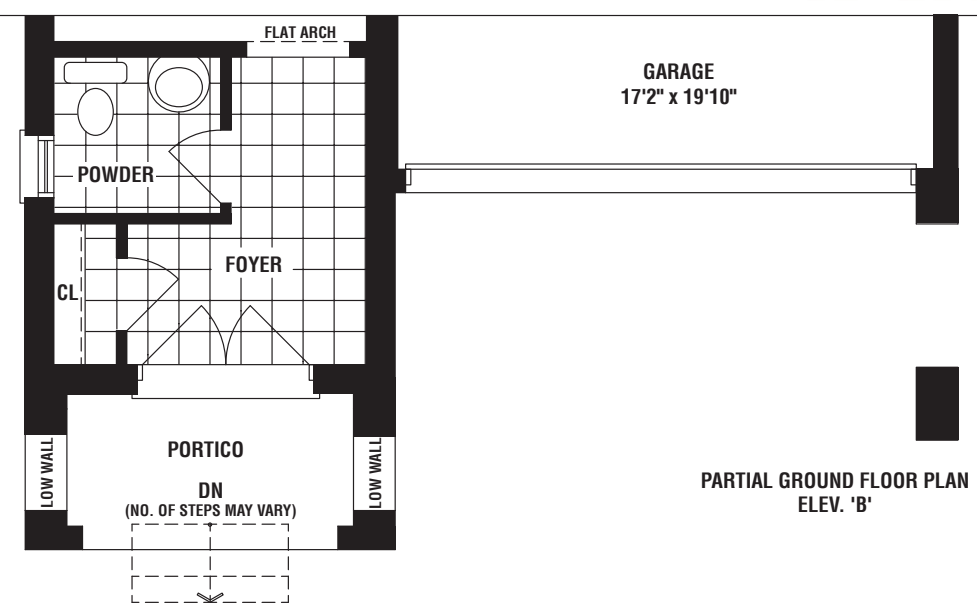 FLAT ARCH
GARAGE
17'2" x 19'10"
POWDER
FOYER
CL
LOW WALL
PORTICO
LOW WALL
DN
(NO. OF STEPS MAY VARY)
PARTIAL GROUND FLOOR PLAN
ELEV. 'B'